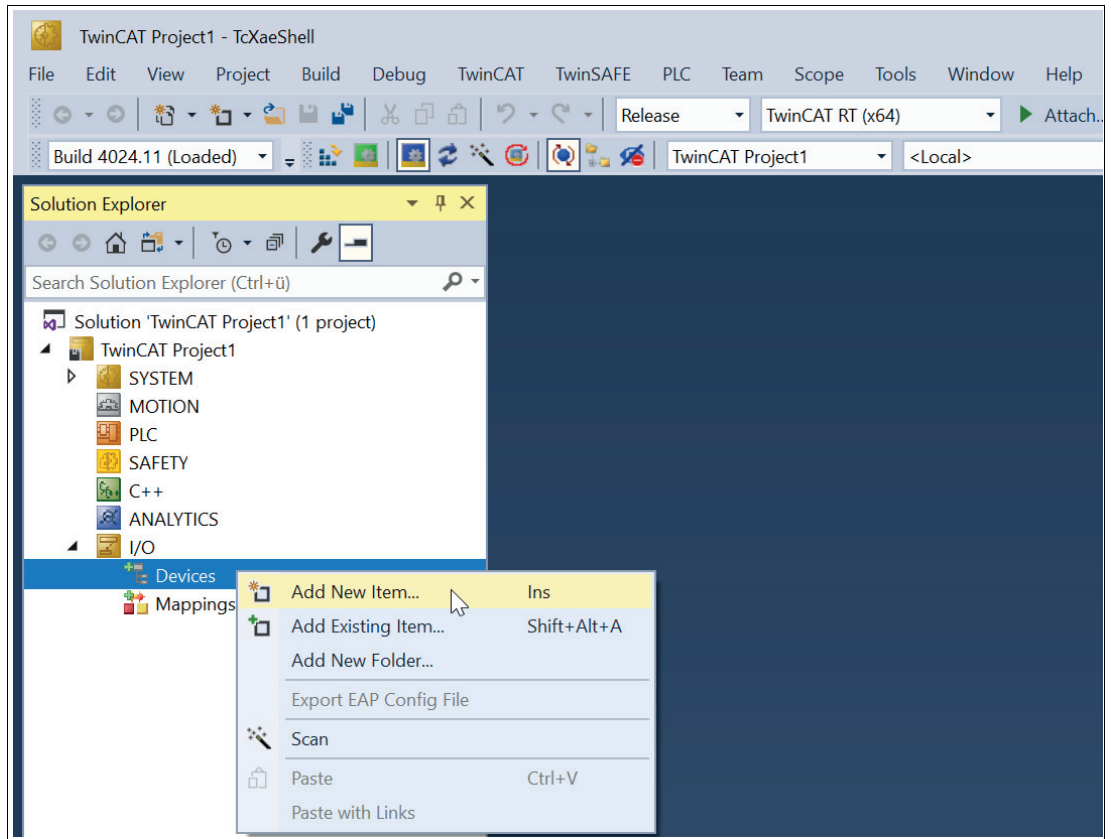 TwinCAT Project1 - TcXaeShell
File Edit View Project Build Debug TwinCAT TwinSAFE PLC Team Scope Tools Window Help
Release TwinCAT RT (x64) Attach..
Build 4024.11 (Loaded) TwinCAT Project1 <Local>
Solution Explorer
Search Solution Explorer (Ctrl+ü)
Solution 'TwinCAT Project1' (1 project)
TwinCAT Project1
SYSTEM
MOTION
PLC
SAFETY
C++
ANALYTICS
I/O
Devices
Mappings
Add New Item... Ins
Add Existing Item... Shift+Alt+A
Add New Folder...
Export EAP Config File
Scan
Paste Ctrl+V
Paste with Links